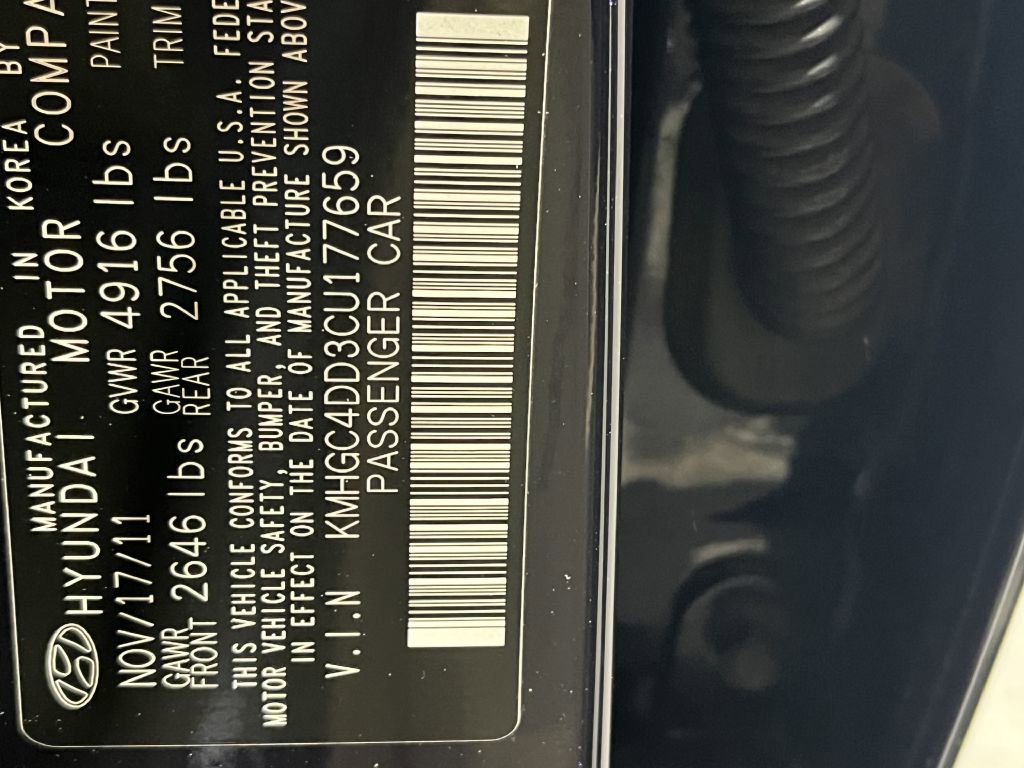 MANUFACTURED IN KOREA BY
HYUNDAI MOTOR COMPA
NOV/17/11 GVWR 4916 lbs PAINT
GAWR FRONT 2646 lbs GAWR REAR 2756 lbs TRIM
THIS VEHICLE CONFORMS TO ALL APPLICABLE U.S.A. FEDE
MOTOR VEHICLE SAFETY, BUMPER, AND THEFT PREVENTION STA
IN EFFECT ON THE DATE OF MANUFACTURE SHOWN ABOV
V.I.N KMHGC4DD3CU177659
PASSENGER CAR